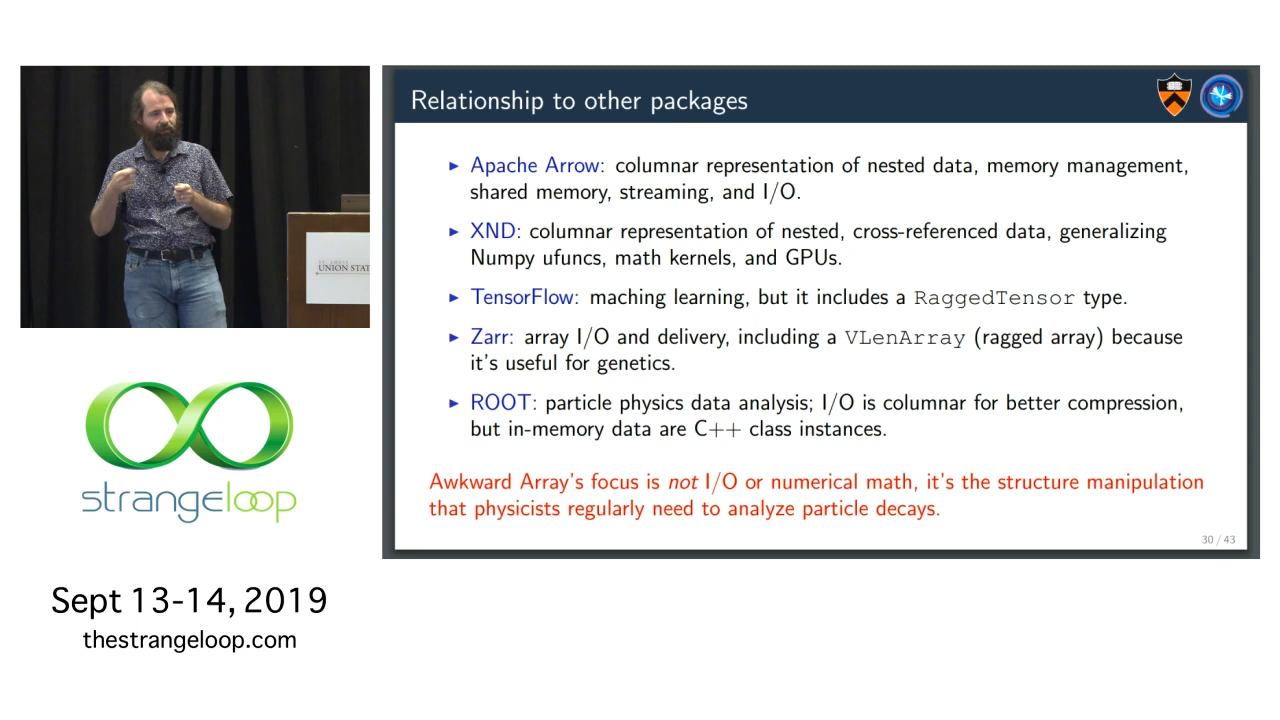 Relationship to other packages
▸ Apache Arrow: columnar representation of nested data, memory management,
shared memory, streaming, and I/O.
▸ XND: columnar representation of nested, cross-referenced data, generalizing
Numpy ufuncs, math kernels, and GPUs.
▸ TensorFlow: maching learning, but it includes a RaggedTensor type.
▸ Zarr: array I/O and delivery, including a VLenArray (ragged array) because
it's useful for genetics.
▸ ROOT: particle physics data analysis; I/O is columnar for better compression,
but in-memory data are C++ class instances.
Awkward Array's focus is not I/O or numerical math, it's the structure manipulation
that physicists regularly need to analyze particle decays.
30 / 43
UNION STAT
strangeloop
Sept 13-14, 2019
thestrangeloop.com